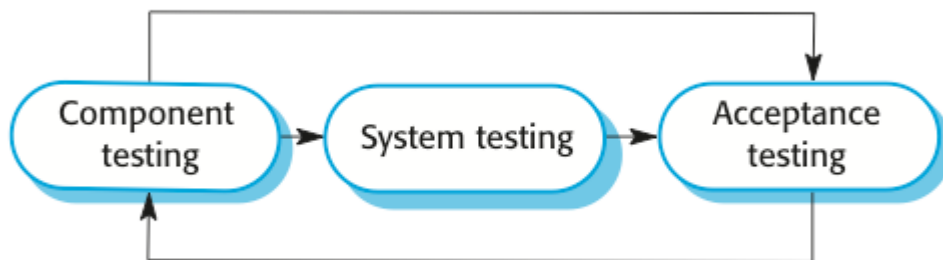 Component
testing
System testing
Acceptance
testing